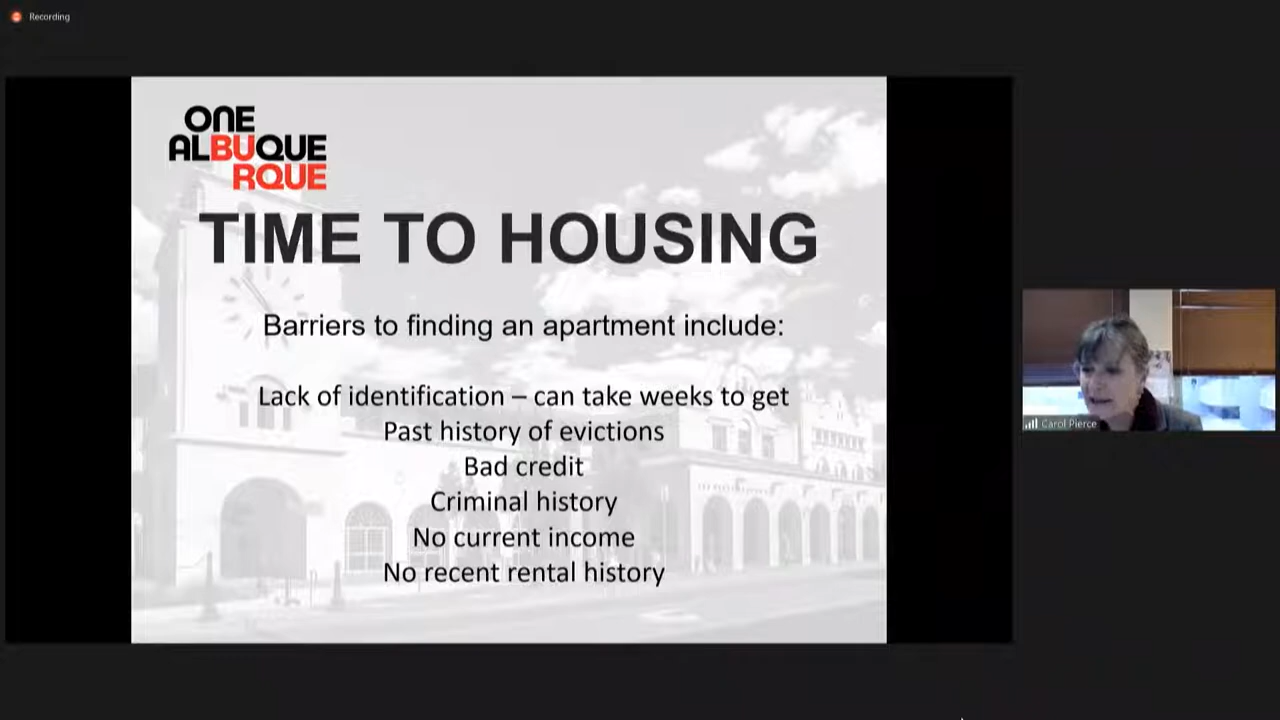 Recording
ONE
ALBUQUE
RQUE
TIME TO HOUSING
Barriers to finding an apartment include:
Lack of identification – can take weeks to get
Past history of evictions
Bad credit
Criminal history
No current income
No recent rental history
Carol Pierce